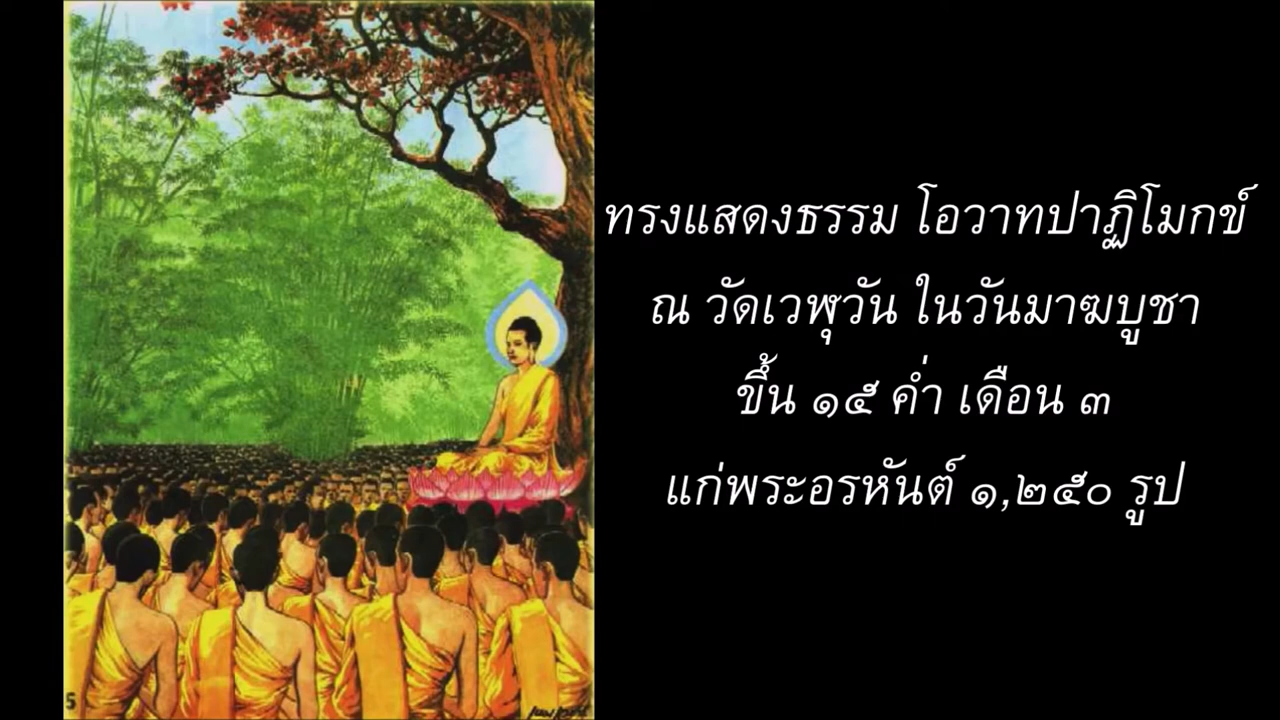 ทรงแสดงธรรม โอวาทปาฏิโมกข์
ณ วัดเวฬุวัน ในวันมาฆบูชา
ขึ้น ๑๕ ค่ำ เดือน ๓
แก่พระอรหันต์ ๑,๒๕๐ รูป
5